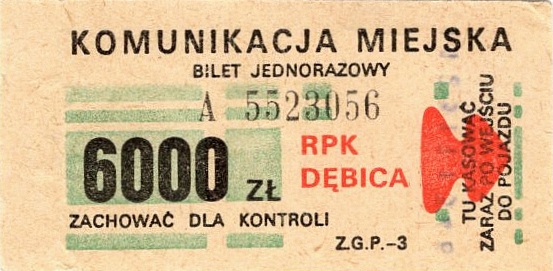 KOMUNIKACJA MIEJSKA
BILET JEDNORAZOWY
A 5523056
6000 ZŁ
RPK
DĘBICA
ZACHOWAĆ DLA KONTROLI
Z.G.P.–3
TU KASOWAĆ
ZARAZ PO WEJŚCIU
DO POJAZDU